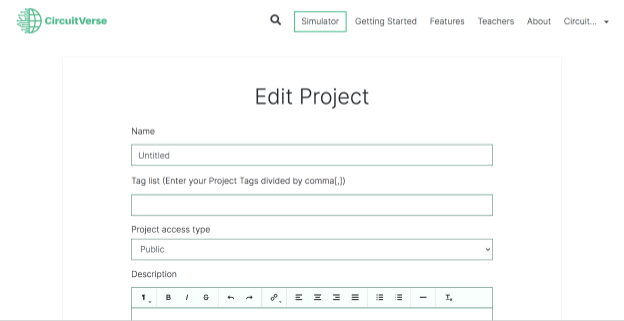 CircuitVerse
Simulator Getting Started Features Teachers About Circuit...
Edit Project
Name
Untitled
Tag list (Enter your Project Tags divided by comma[,])
Project access type
Public
Description
¶ B I S